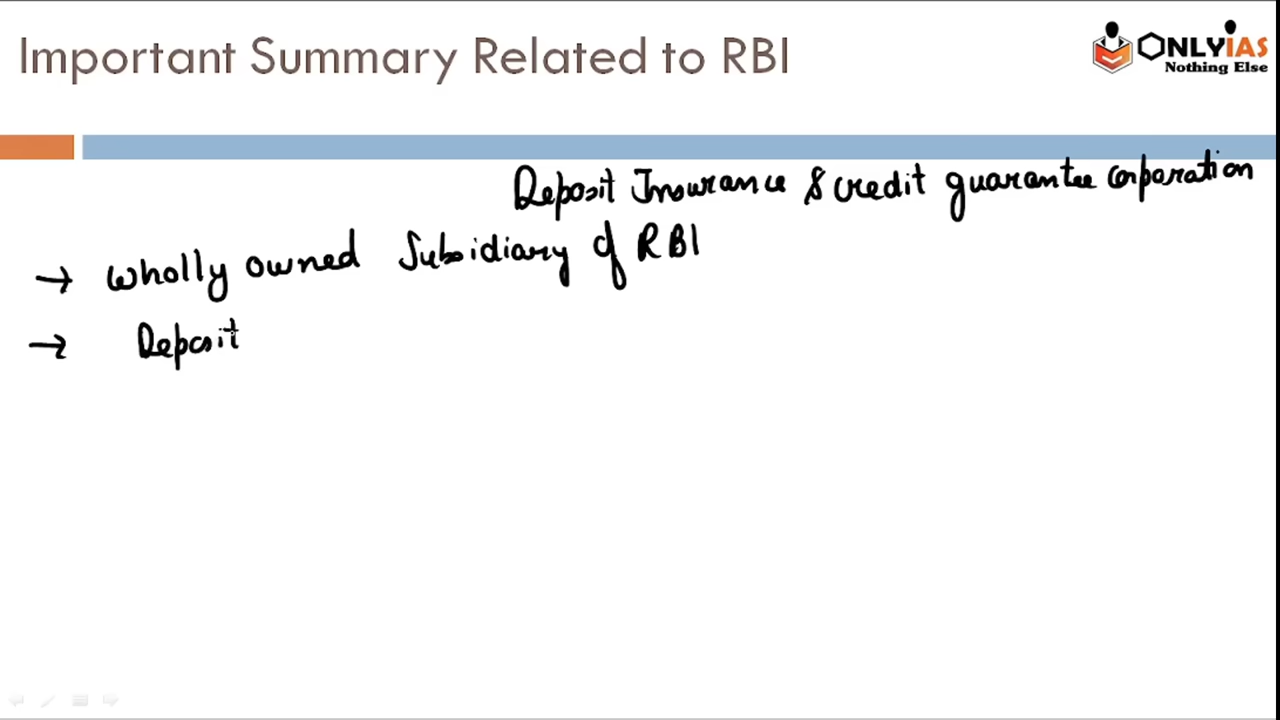 Important Summary Related to RBI
ONLYIAS
Nothing Else
Deposit Insurance & credit guarantee corporation
→ wholly owned Subsidiary of RBI
→ Deposit